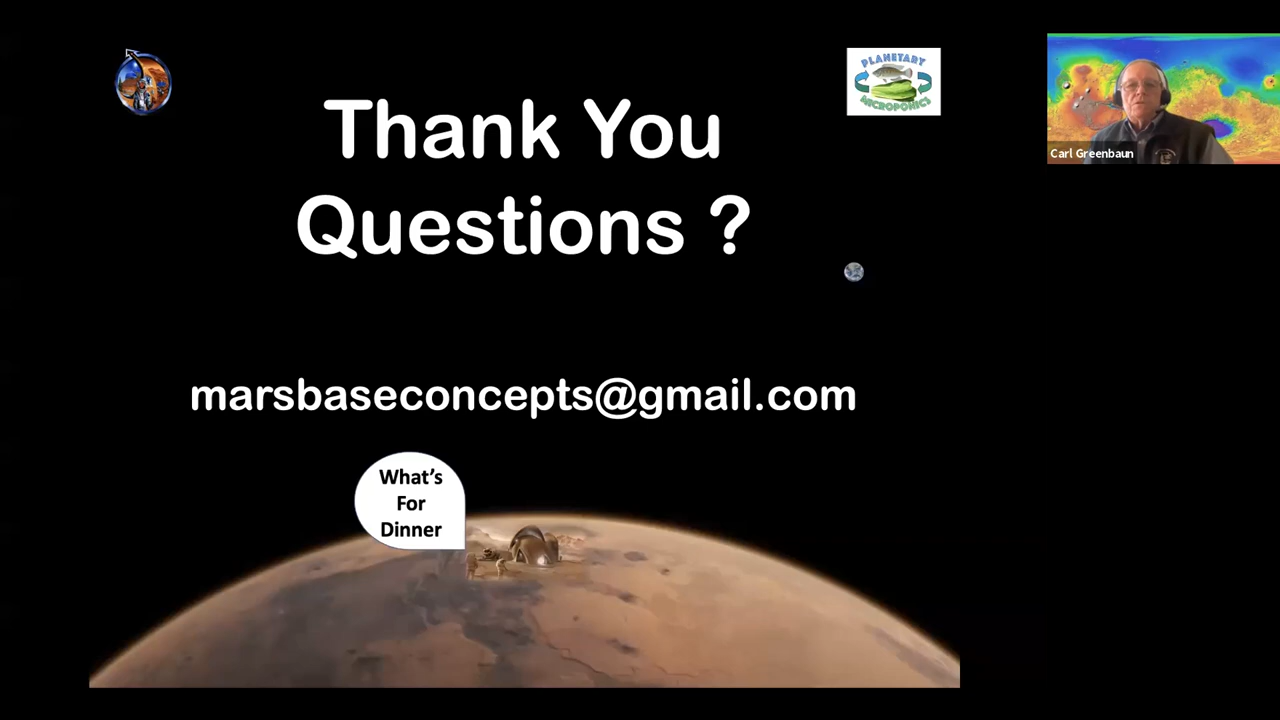 PLANETARY
MICROPONICS
Thank You
Questions ?
Carl Greenbaun
marsbaseconcepts@gmail.com
What's
For
Dinner